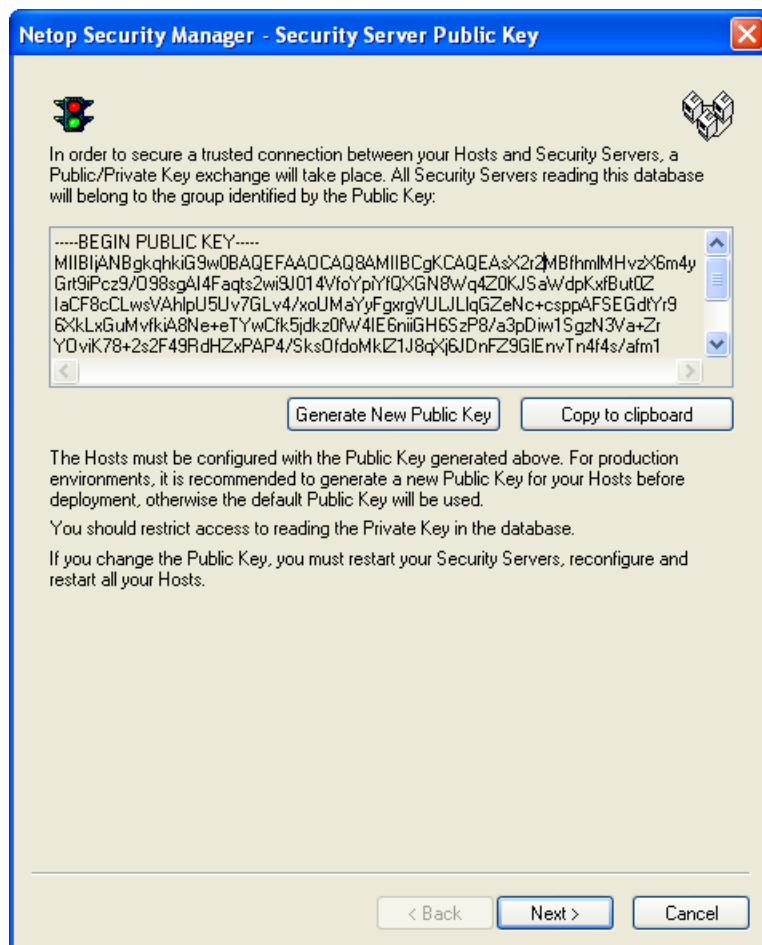 Netop Security Manager - Security Server Public Key
In order to secure a trusted connection between your Hosts and Security Servers, a
Public/Private Key exchange will take place. All Security Servers reading this database
will belong to the group identified by the Public Key:
-----BEGIN PUBLIC KEY-----
MIIBIjANBgkqhkiG9w0BAQEFAAOCAQ8AMIIBCgKCAQEAsX2r2MBfhmlMHvzX6m4y
Grt9iPcz9/O98sgAI4Faqts2wi9J014VfoYpiYfQXGN8Wq4Z0KJSaWdpKxfBut0Z
IaCF8cCLwsVAhlpU5Uv7GLv4/xoUMaYyFgxrgVULJLIqGZeNc+csppAFSEGdtYr9
6XkLxGuMvfkiA8Ne+eTYwCfk5jdkz0fW4IE6niiGH6SzP8/a3pDiw1SgzN3Va+Zr
YOviK78+2s2F49RdHZxPAP4/SksOfdoMklZ1J8qXj6JDnFZ9GlEnvTn4f4s/afm1
Generate New Public Key
Copy to clipboard
The Hosts must be configured with the Public Key generated above. For production
environments, it is recommended to generate a new Public Key for your Hosts before
deployment, otherwise the default Public Key will be used.
You should restrict access to reading the Private Key in the database.
If you change the Public Key, you must restart your Security Servers, reconfigure and
restart all your Hosts.
< Back
Next >
Cancel